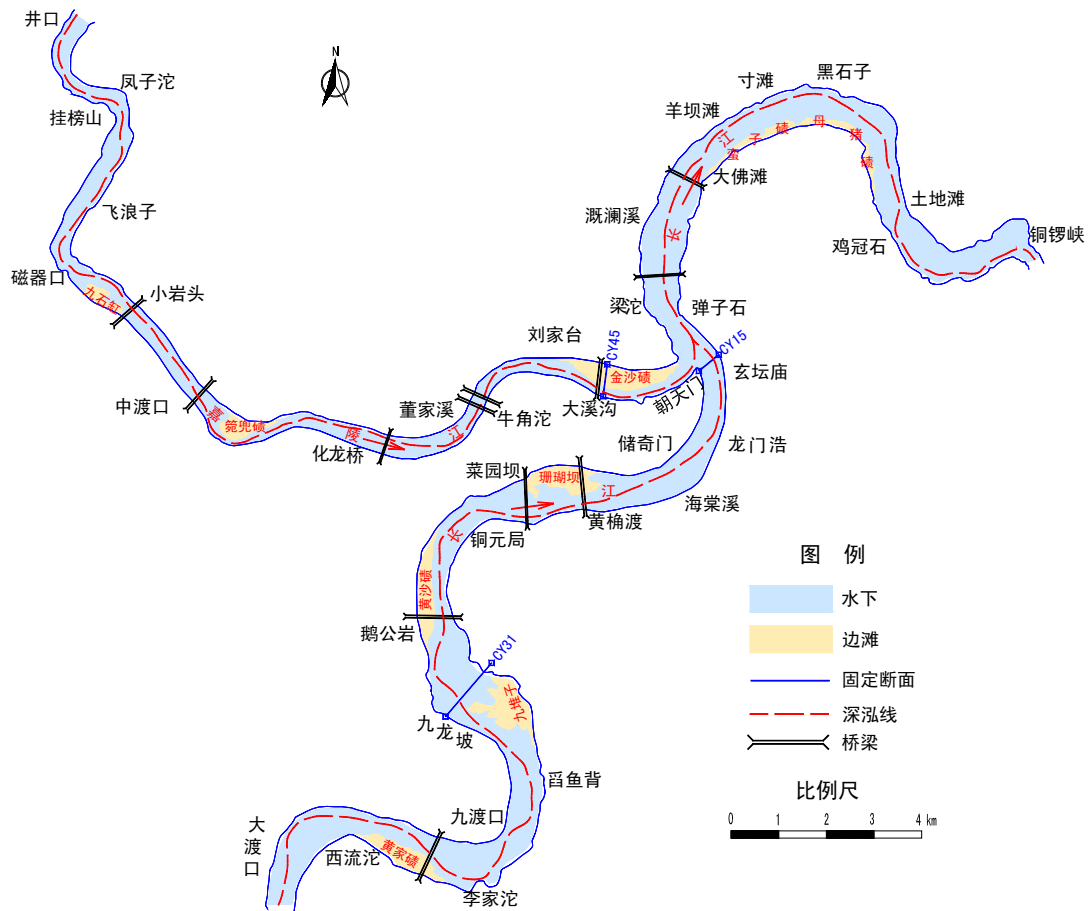 井口
N
凤子沱
挂榜山
飞浪子
磁器口
九石缸
小岩头
中渡口
嘉
篼兜碛
化龙桥
陵
江
董家溪
牛角沱
刘家台
CY45
金沙碛
大溪沟
朝天门
CY15
玄坛庙
弹子石
梁沱
长
溉澜溪
大佛滩
江
羊坝滩
寸滩
黑石子
蛮子碛
母猪碛
土地滩
鸡冠石
铜锣峡
储奇门
龙门浩
海棠溪
菜园坝
珊瑚坝
江
黄桷渡
铜元局
长
黄沙碛
鹅公岩
CY31
九堆子
九龙坡
舀鱼背
九渡口
大渡口
西流沱
黄家碛
李家沱
图 例
水下
边滩
固定断面
深泓线
桥梁
比例尺
0 1 2 3 4 km